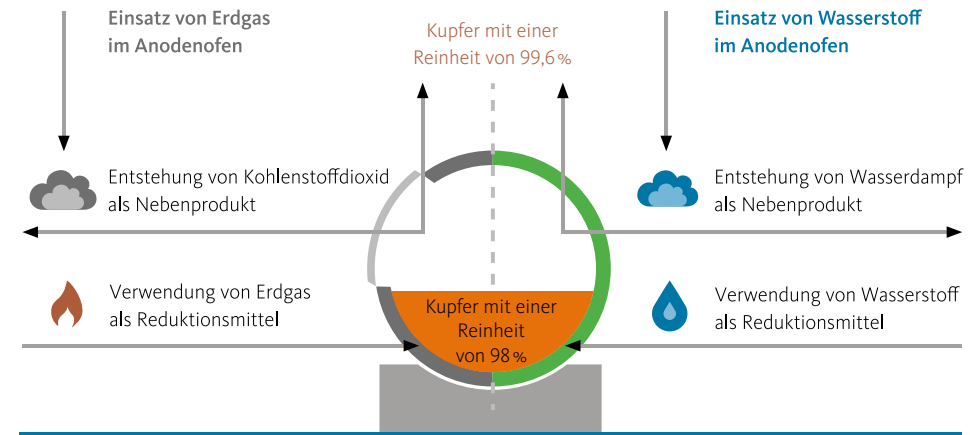 Einsatz von Erdgas
im Anodenofen
Kupfer mit einer
Reinheit von 99,6 %
Einsatz von Wasserstoff
im Anodenofen
Entstehung von Kohlenstoffdioxid
als Nebenprodukt
Entstehung von Wasserdampf
als Nebenprodukt
Verwendung von Erdgas
als Reduktionsmittel
Kupfer mit einer
Reinheit
von 98 %
Verwendung von Wasserstoff
als Reduktionsmittel